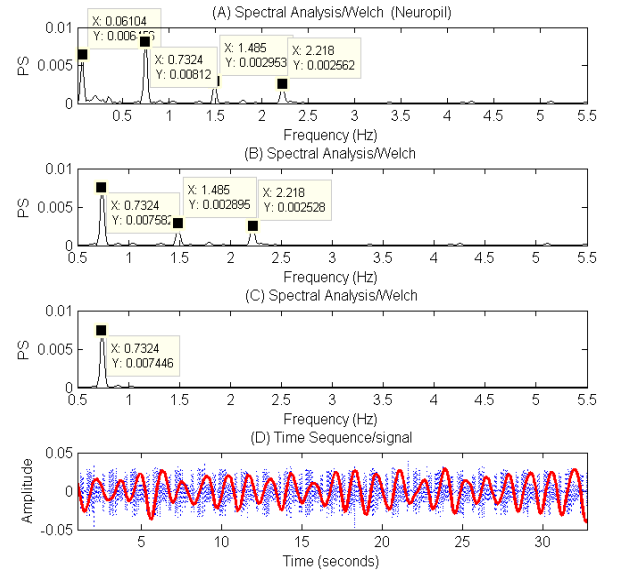 (A) Spectral Analysis/Welch (Neuropil)
X: 0.06104
X: 0.7324
Y: 0.00812
X: 1.485
Y: 0.002953
X: 2.218
Y: 0.002562
0.01
0.005
0
PS
0.5 1 1.5 2 2.5 3 3.5 4 4.5 5 5.5
Frequency (Hz)
(B) Spectral Analysis/Welch
X: 0.7324
Y: 0.007582
X: 1.485
Y: 0.002895
X: 2.218
Y: 0.002528
0.01
0.005
0
PS
0.5 1 1.5 2 2.5 3 3.5 4 4.5 5 5.5
Frequency (Hz)
(C) Spectral Analysis/Welch
X: 0.7324
Y: 0.007446
0.01
0.005
0
PS
0.5 1 1.5 2 2.5 3 3.5 4 4.5 5 5.5
Frequency (Hz)
(D) Time Sequence/signal
0.05
0
-0.05
Amplitude
5 10 15 20 25 30
Time (seconds)